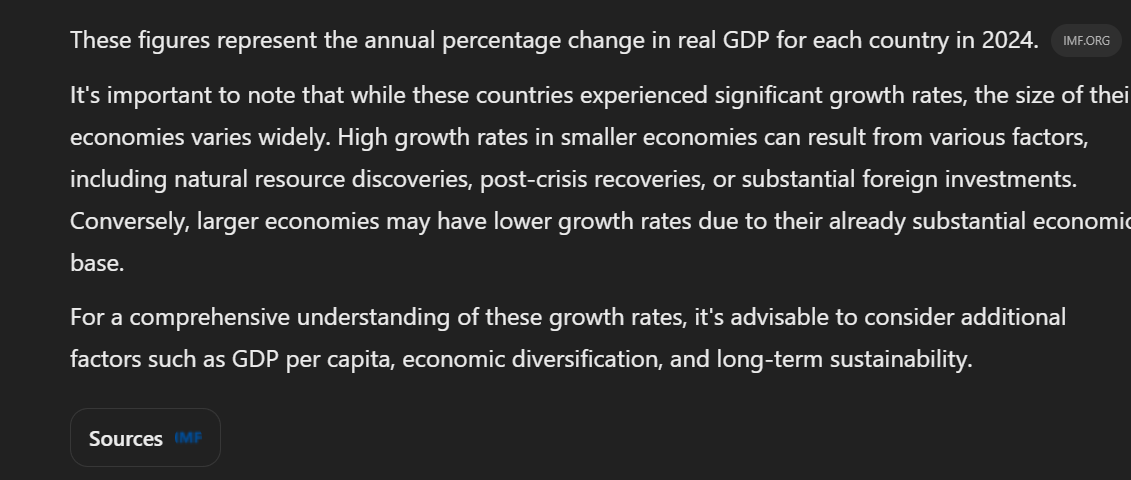 These figures represent the annual percentage change in real GDP for each country in 2024. IMF.ORG
It's important to note that while these countries experienced significant growth rates, the size of thei
economies varies widely. High growth rates in smaller economies can result from various factors,
including natural resource discoveries, post-crisis recoveries, or substantial foreign investments.
Conversely, larger economies may have lower growth rates due to their already substantial economic
base.
For a comprehensive understanding of these growth rates, it's advisable to consider additional
factors such as GDP per capita, economic diversification, and long-term sustainability.
Sources IMF